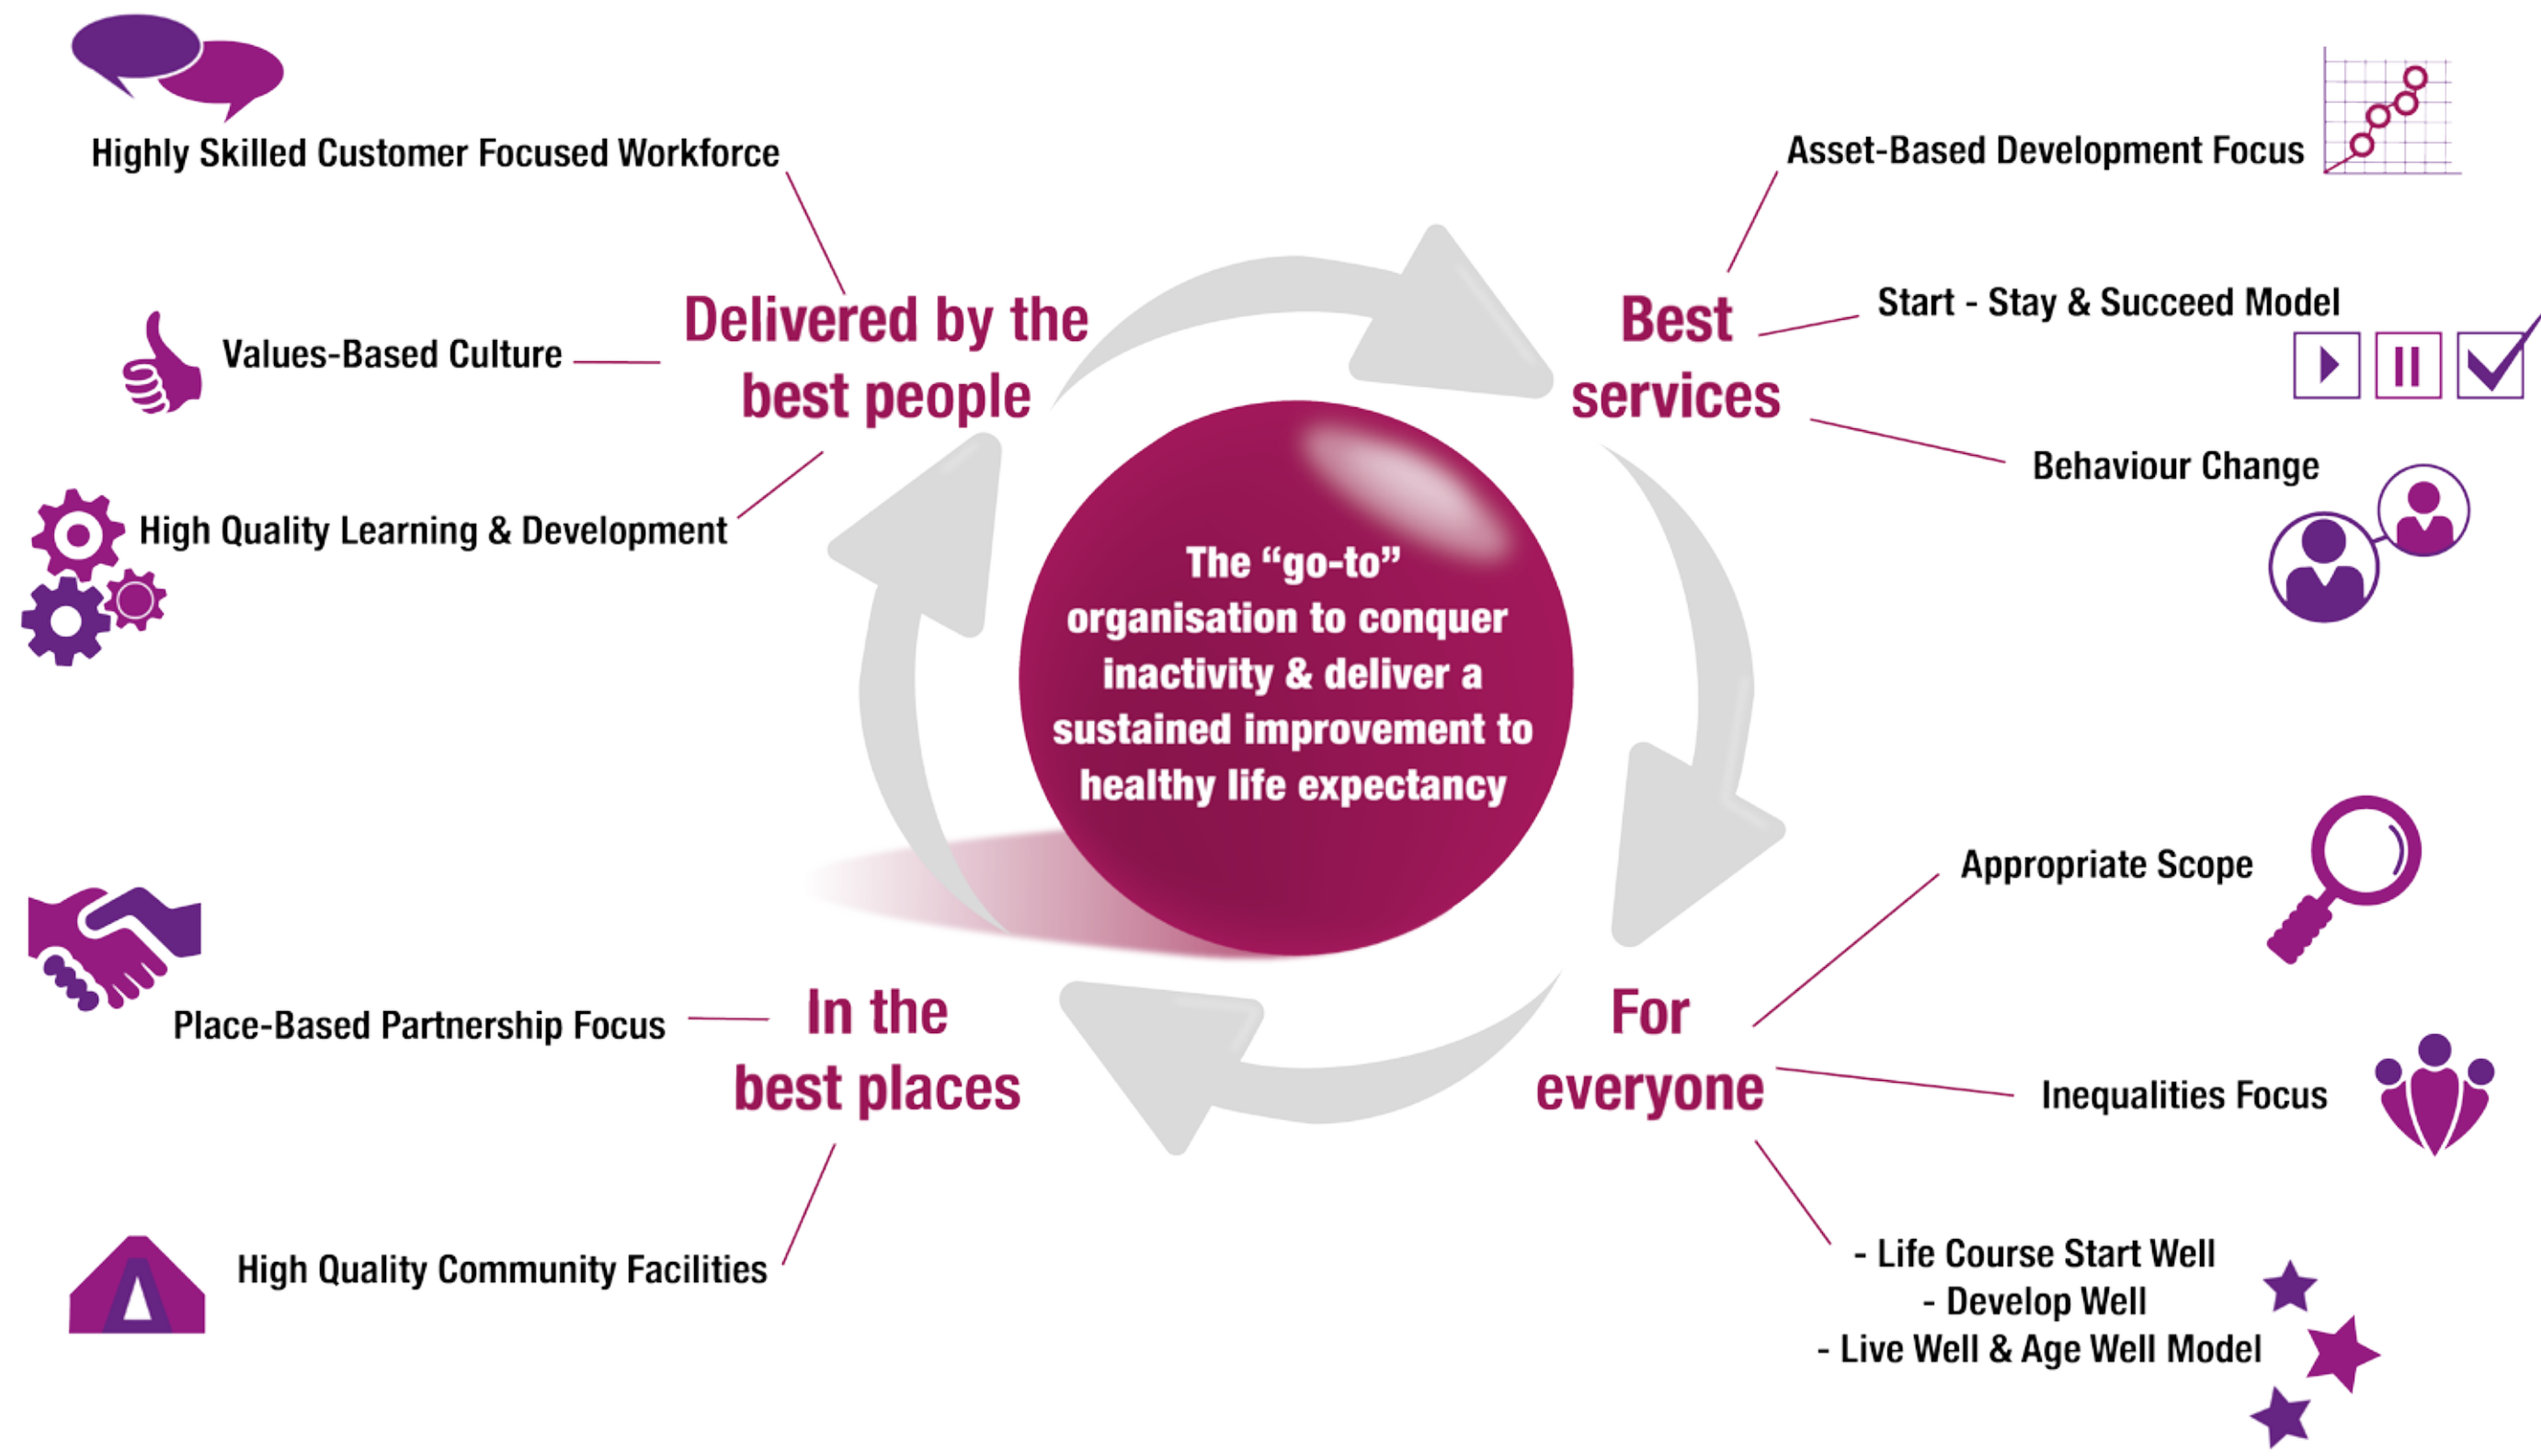 Highly Skilled Customer Focused Workforce
Values-Based Culture
High Quality Learning & Development
Delivered by the
best people
Asset-Based Development Focus
Start - Stay & Succeed Model
Behaviour Change
Best
services
The “go-to”
organisation to conquer
inactivity & deliver a
sustained improvement to
healthy life expectancy
Place-Based Partnership Focus
High Quality Community Facilities
In the
best places
For
everyone
Appropriate Scope
Inequalities Focus
- Life Course Start Well
- Develop Well
- Live Well & Age Well Model